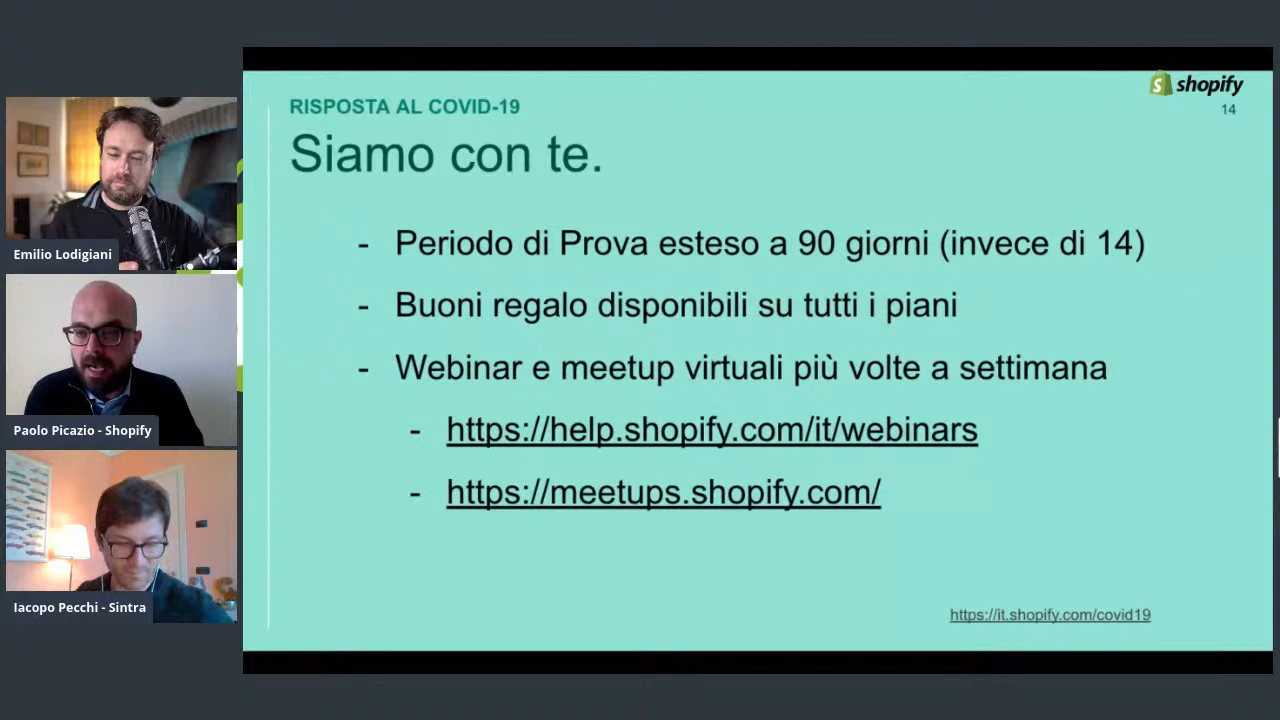 Emilio Lodigiani
Paolo Picazio - Shopify
Iacopo Pecchi - Sintra
shopify
14
RISPOSTA AL COVID-19
Siamo con te.
- Periodo di Prova esteso a 90 giorni (invece di 14)
- Buoni regalo disponibili su tutti i piani
- Webinar e meetup virtuali più volte a settimana
- https://help.shopify.com/it/webinars
- https://meetups.shopify.com/
https://it.shopify.com/covid19